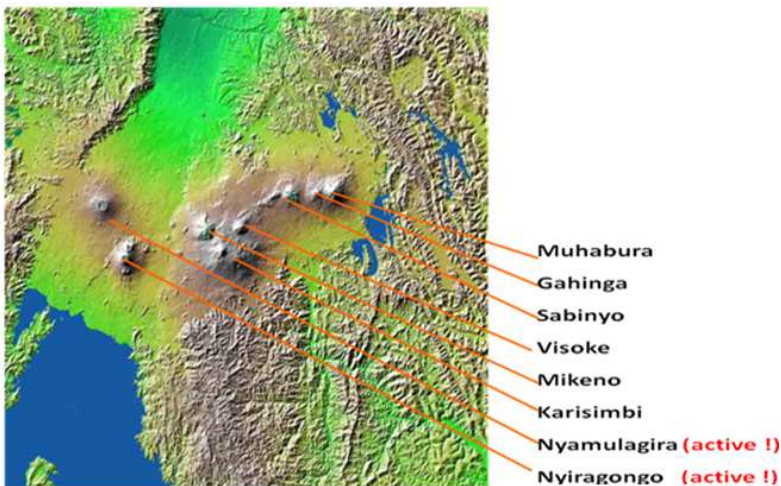 Muhabura
Gahinga
Sabinyo
Visoke
Mikeno
Karisimbi
Nyamulagira (active !)
Nyiragongo (active !)